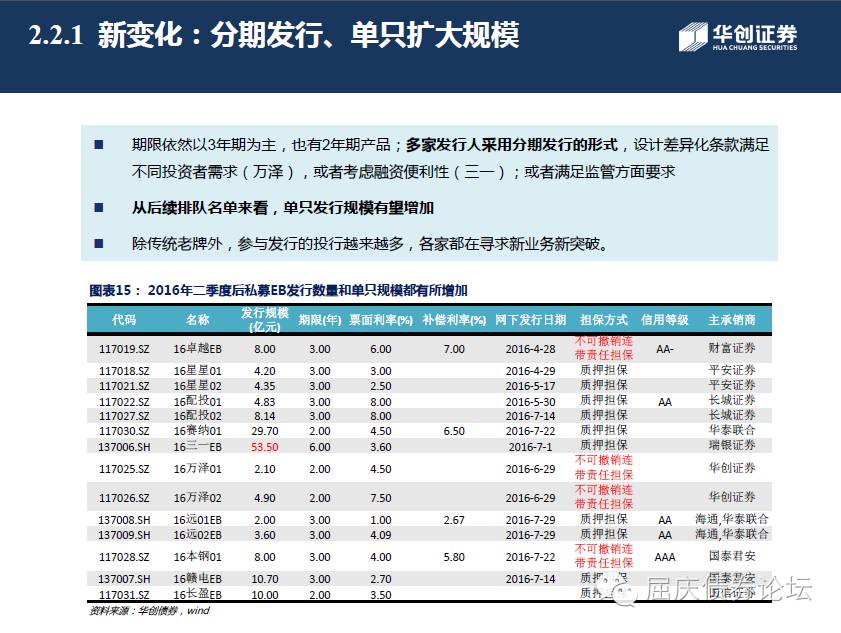 2.2.1 新变化：分期发行、单只扩大规模
华创证券
HUA CHUANG SECURITIES
■ 期限依然以3年期为主，也有2年期产品；多家发行人采用分期发行的形式，设计差异化条款满足
不同投资者需求（万泽），或者考虑融资便利性（三一）；或者满足监管方面要求
■ 从后续排队名单来看，单只发行规模有望增加
■ 除传统老牌外，参与发行的投行越来越多，各家都在寻求新业务新突破。
图表15： 2016年二季度后私募EB发行数量和单只规模都有所增加
代码 名称 发行规模(亿元) 期限(年) 票面利率(%) 补偿利率(%) 网下发行日期 担保方式 信用等级 主承销商
117019.SZ 16卓越EB 8.00 3.00 6.00 7.00 2016-4-28 不可撤销连带责任担保 AA- 财富证券
117018.SZ 16星星01 4.20 3.00 3.00 2016-4-29 质押担保 平安证券
117021.SZ 16星星02 4.35 3.00 2.50 2016-5-17 质押担保 平安证券
117022.SZ 16配投01 4.83 3.00 8.00 2016-5-30 质押担保 AA 长城证券
117027.SZ 16配投02 8.14 3.00 8.00 2016-7-14 质押担保 长城证券
117030.SZ 16赛纳01 29.70 2.00 4.50 6.50 2016-7-22 质押担保 华泰联合
137006.SH 16三一EB 53.50 6.00 3.60 2016-7-1 质押担保 瑞银证券
117025.SZ 16万泽01 2.10 2.00 4.50 2016-6-29 不可撤销连带责任担保 华创证券
117026.SZ 16万泽02 4.90 2.00 7.50 2016-6-29 不可撤销连带责任担保 华创证券
137008.SH 16远01EB 2.00 3.00 1.00 2.67 2016-7-29 质押担保 AA 海通,华泰联合
137009.SH 16远02EB 3.60 3.00 4.09 2016-7-29 质押担保 AA 海通,华泰联合
117028.SZ 16本钢01 8.00 3.00 4.00 5.80 2016-7-22 不可撤销连带责任担保 AAA 国泰君安
137007.SH 16赣电EB 10.70 3.00 2.70 2016-7-14 质押担保 国泰君安
117031.SZ 16长盈EB 10.00 2.00 3.50 质押担保 国信证券
屈庆债券论坛
资料来源：华创债券，wind